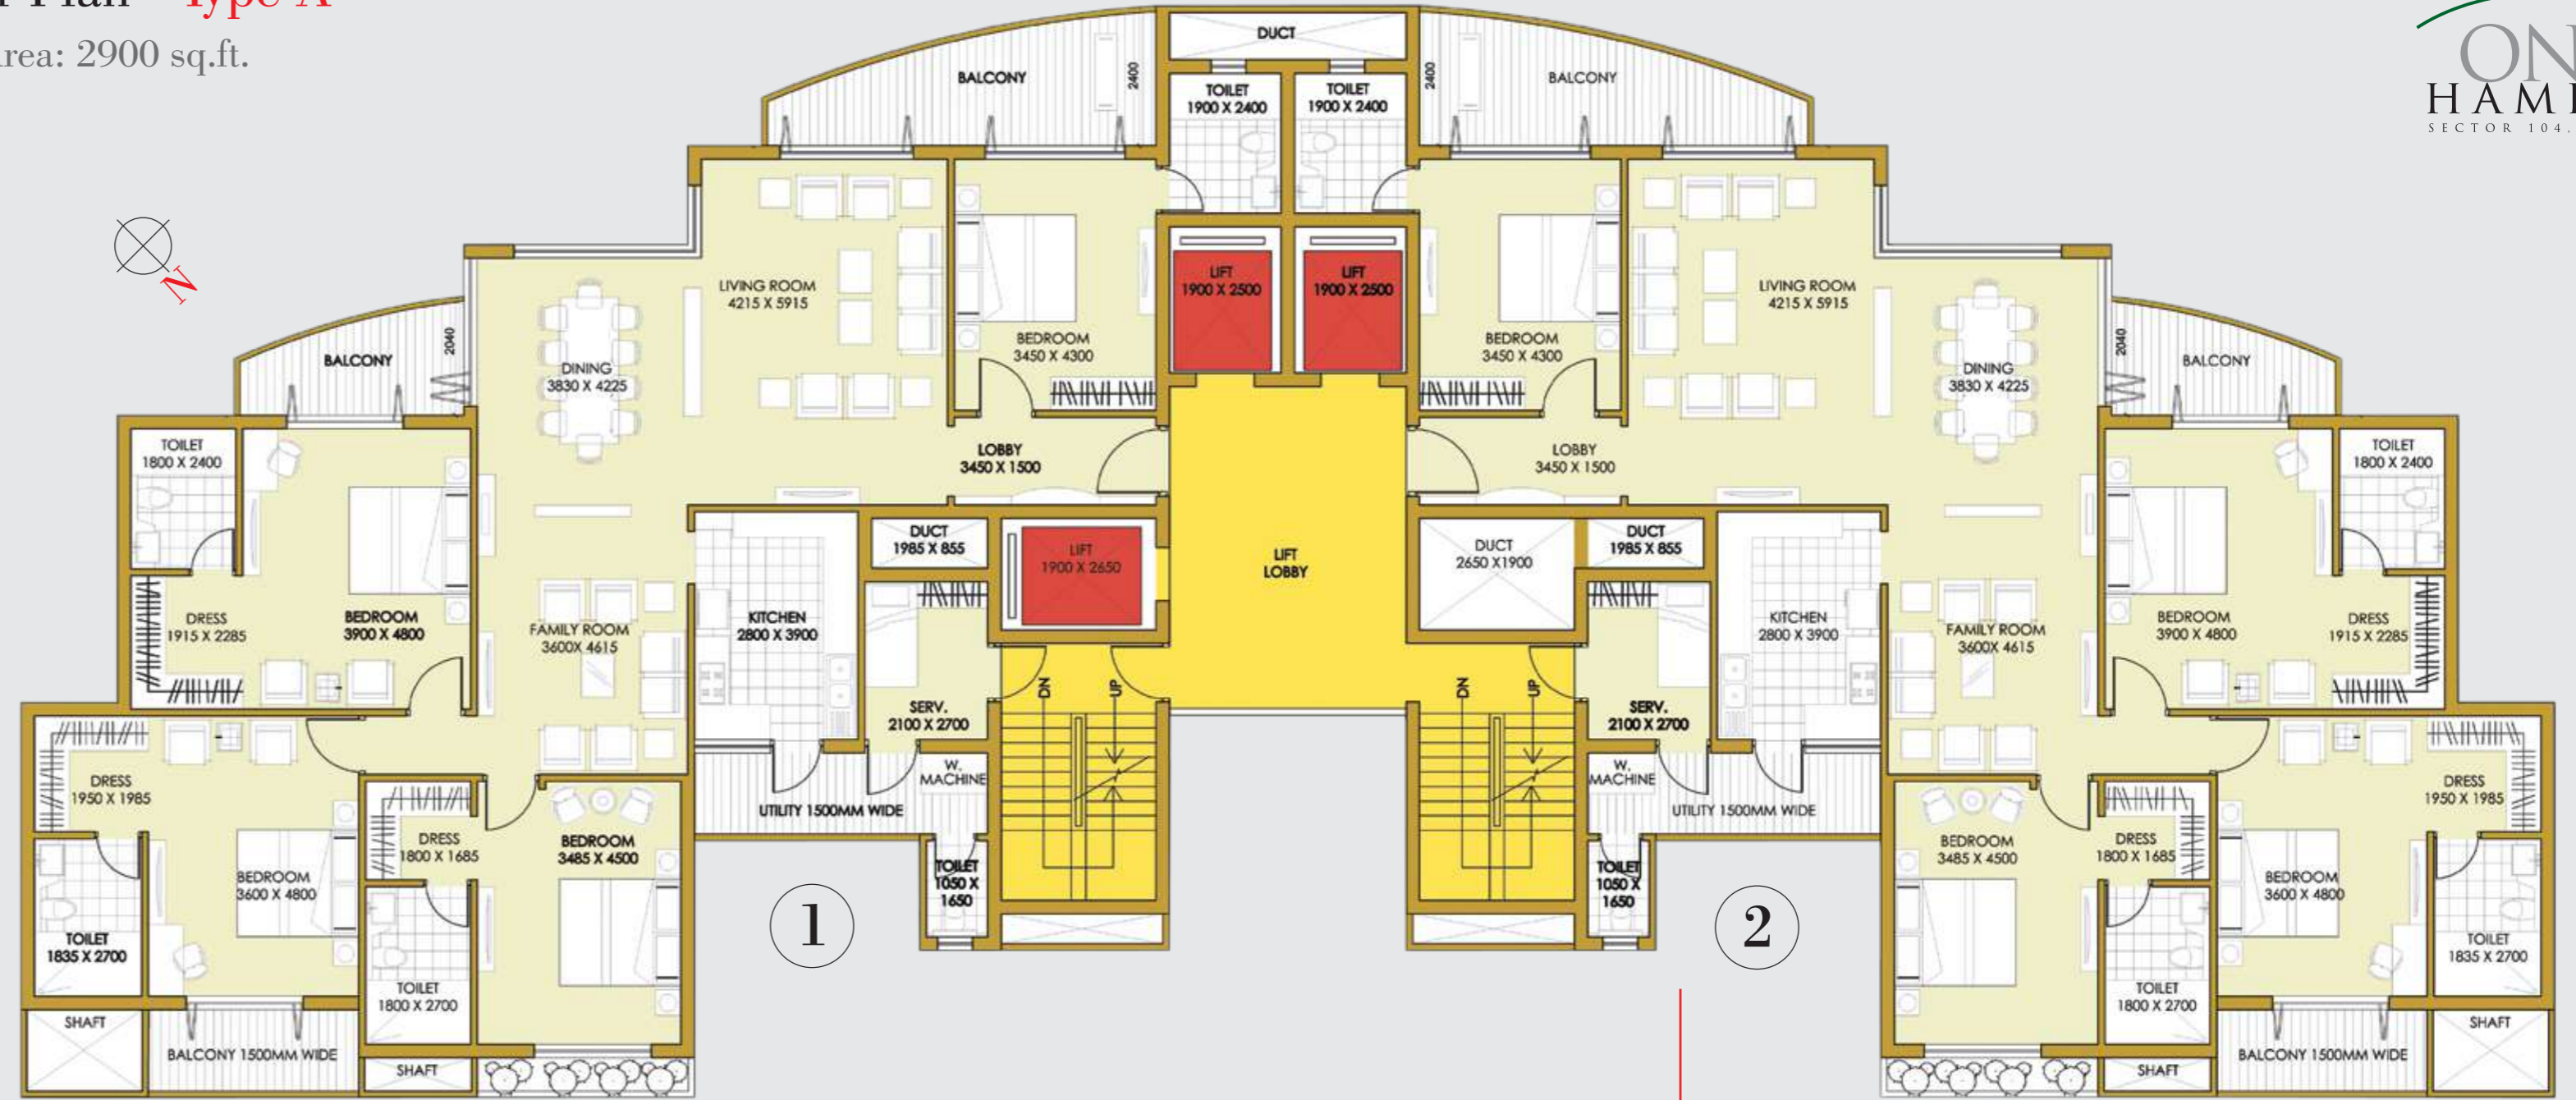 Plan - Type A
2900 sq.ft.
SECTOR 104,
N
DUCT
BALCONY
2400
TOILET
1900 X 2400
TOILET
1900 X 2400
2400
BALCONY
LIVING ROOM
4215 X 5915
BEDROOM
3450 X 4300
LIFT
1900 X 2500
LIFT
1900 X 2500
BEDROOM
3450 X 4300
LIVING ROOM
4215 X 5915
BALCONY
2040
DINING
3830 X 4225
DINING
3830 X 4225
2040
BALCONY
TOILET
1800 X 2400
LOBBY
3450 X 1500
LOBBY
3450 X 1500
TOILET
1800 X 2400
DUCT
1985 X 855
LIFT
1900 X 2650
LIFT
LOBBY
DUCT
2650 X1900
DUCT
1985 X 855
DRESS
1915 X 2285
BEDROOM
3900 X 4800
FAMILY ROOM
3600X 4615
KITCHEN
2800 X 3900
KITCHEN
2800 X 3900
FAMILY ROOM
3600X 4615
BEDROOM
3900 X 4800
DRESS
1915 X 2285
SERV.
2100 X 2700
DN
UP
DN
UP
SERV.
2100 X 2700
DRESS
1950 X 1985
W.
MACHINE
W.
MACHINE
DRESS
1950 X 1985
UTILITY 1500MM WIDE
UTILITY 1500MM WIDE
DRESS
1800 X 1685
BEDROOM
3485 X 4500
BEDROOM
3485 X 4500
DRESS
1800 X 1685
BEDROOM
3600 X 4800
TOILET
1050 X
1650
TOILET
1050 X
1650
BEDROOM
3600 X 4800
1
2
TOILET
1835 X 2700
TOILET
1835 X 2700
TOILET
1800 X 2700
TOILET
1800 X 2700
SHAFT
BALCONY 1500MM WIDE
SHAFT
SHAFT
BALCONY 1500MM WIDE
SHAFT